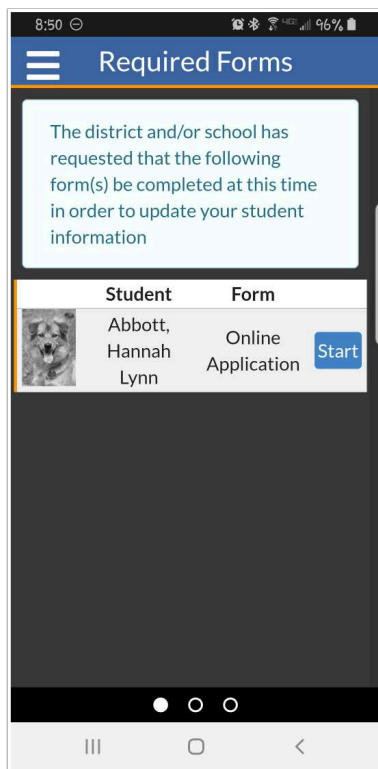 8:50
4GE 96%
Required Forms
The district and/or school has
requested that the following
form(s) be completed at this time
in order to update your student
information
Student Form
Abbott,
Hannah
Lynn
Online
Application
Start